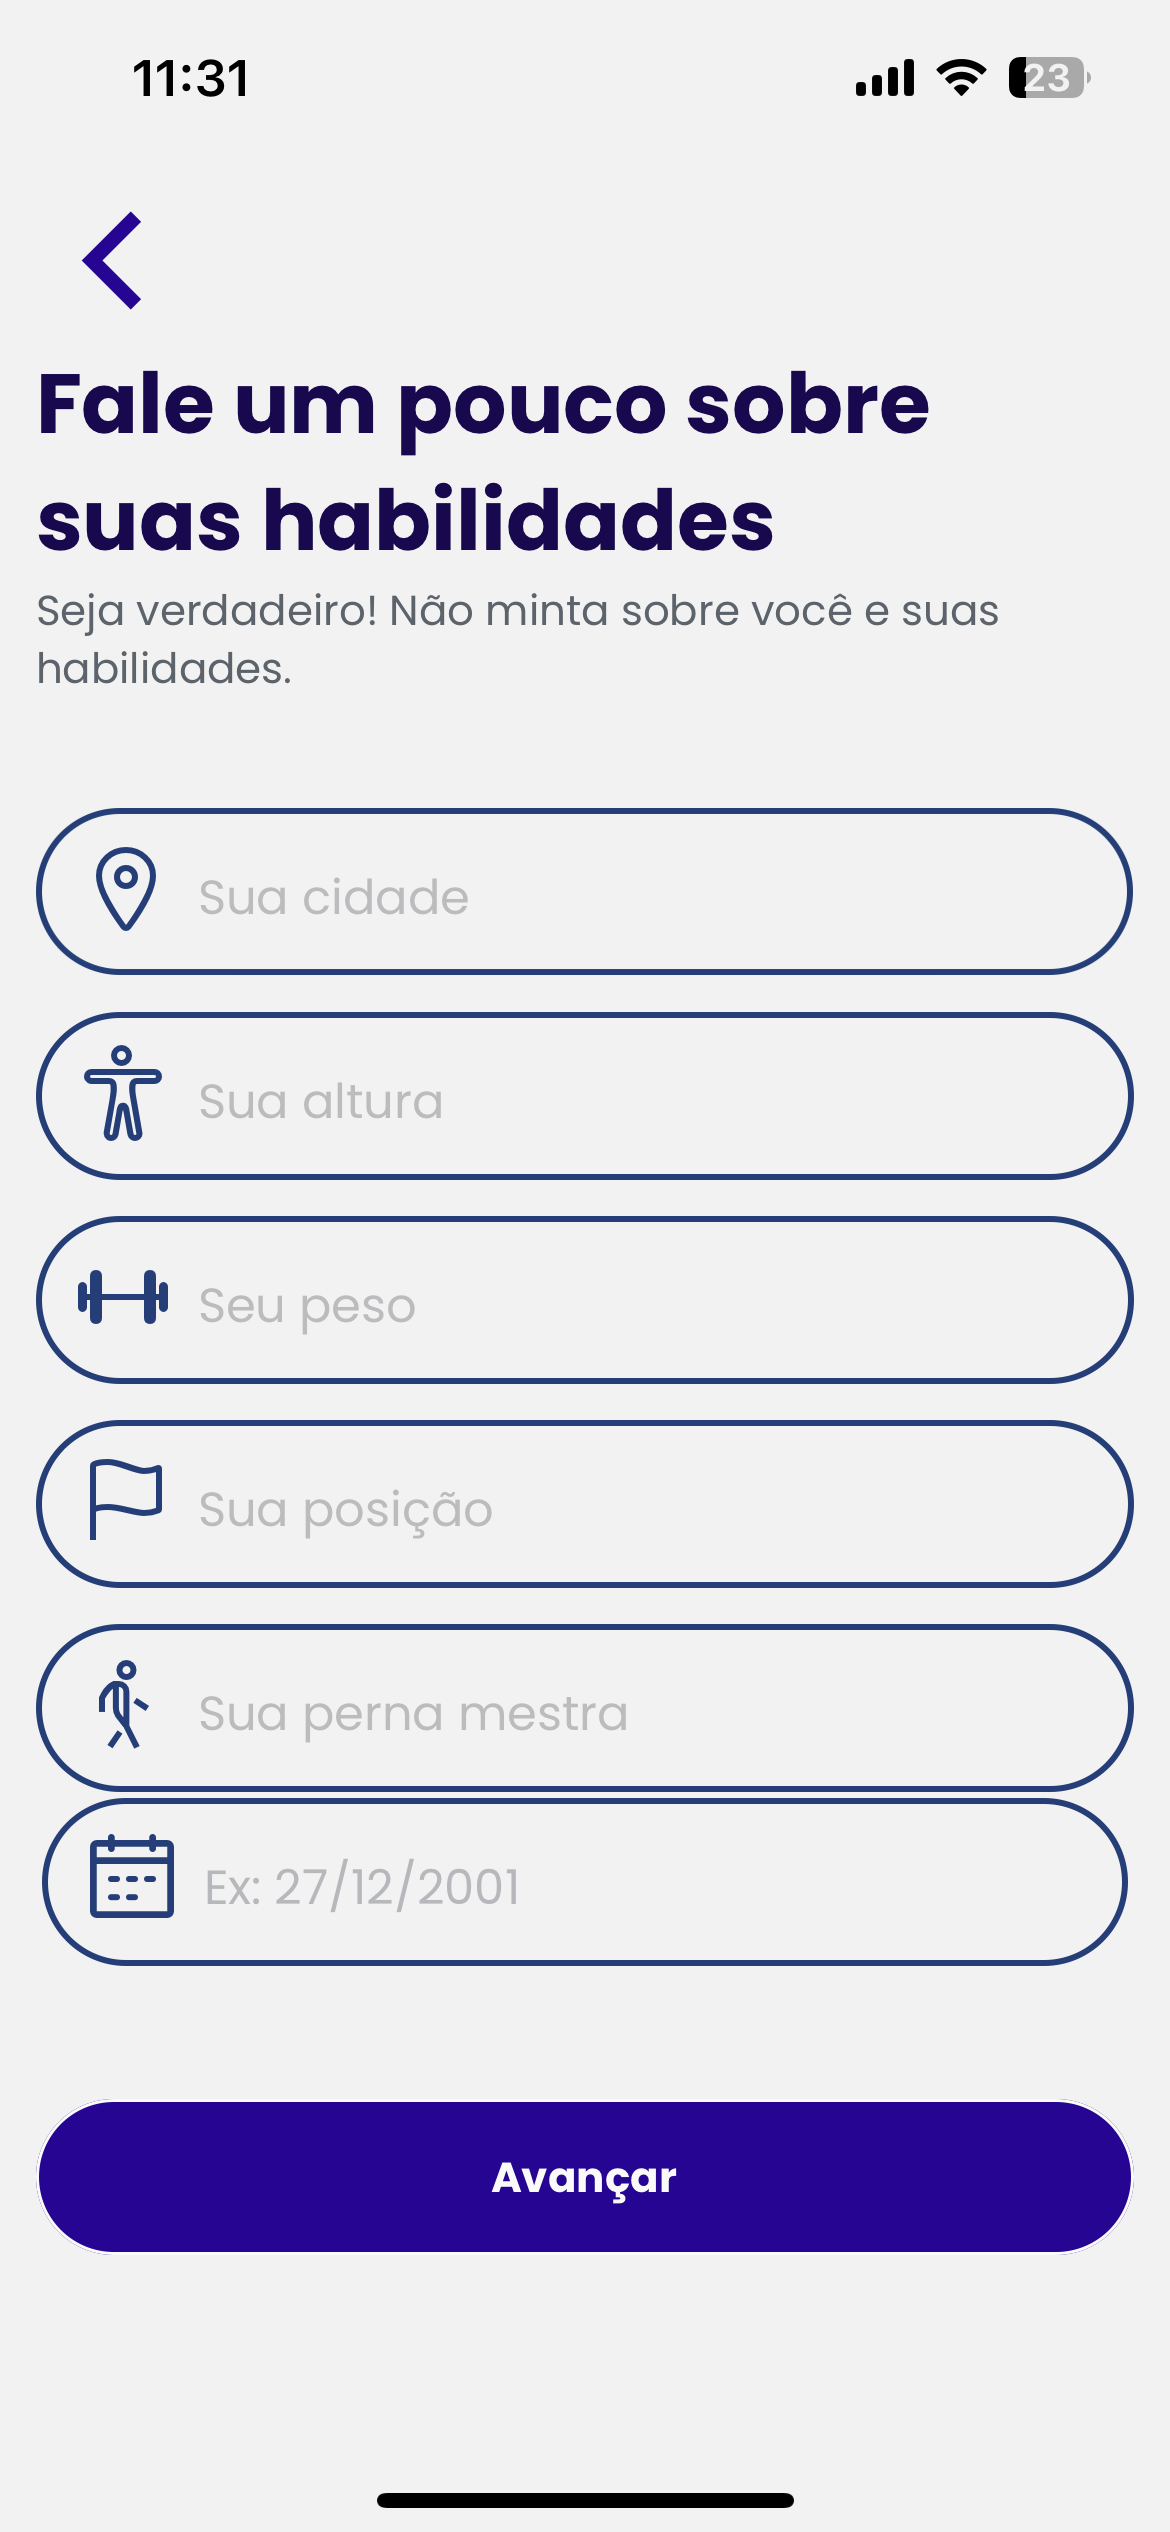 11:31
23
Fale um pouco sobre
suas habilidades
Seja verdadeiro! Não minta sobre você e suas
habilidades.
Sua cidade
Sua altura
Seu peso
Sua posição
Sua perna mestra
Ex: 27/12/2001
Avançar